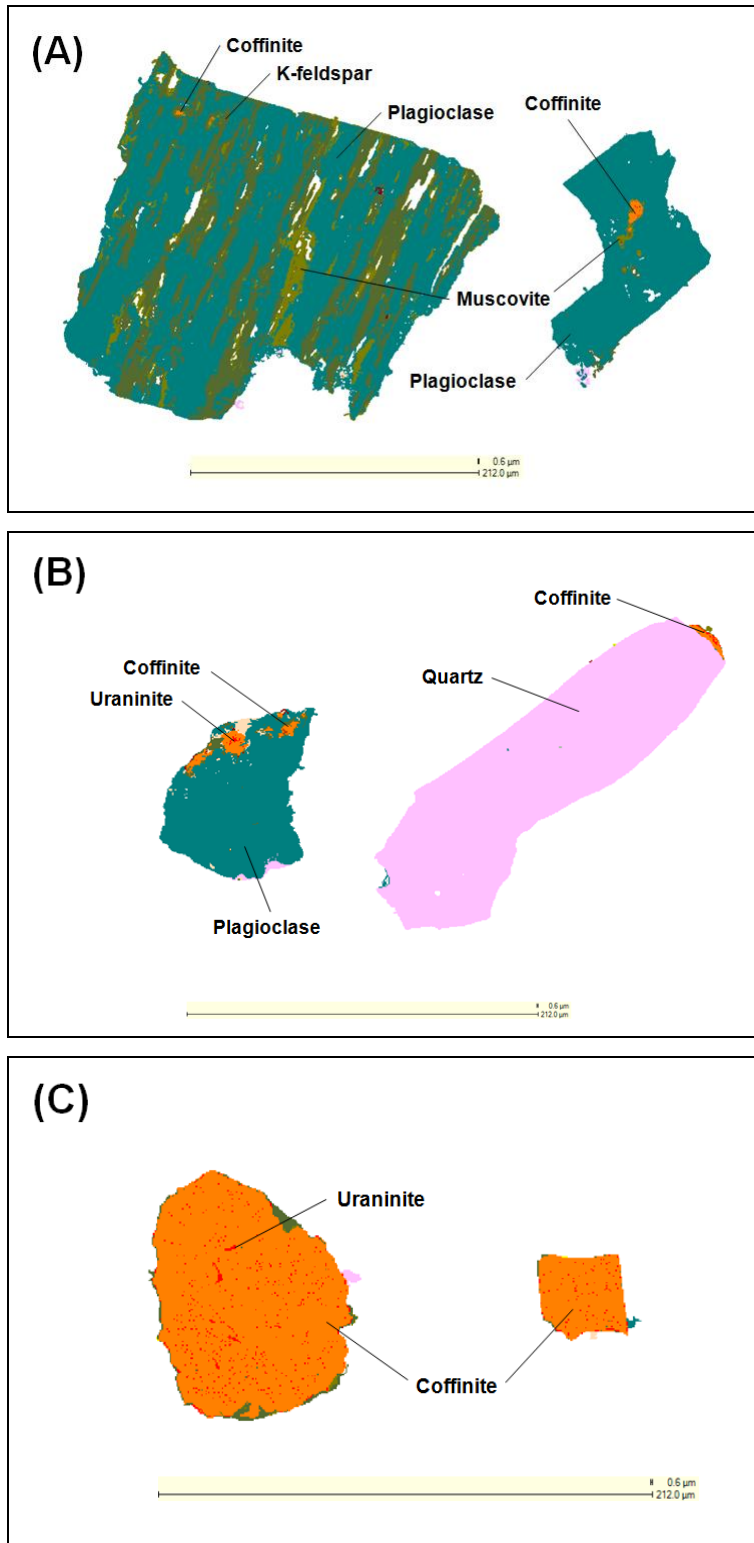 (A)
Coffinite
K-feldspar
Plagioclase
Coffinite
Muscovite
Plagioclase
0.6 µm
212.0 µm
(B)
Coffinite
Coffinite
Uraninite
Quartz
Plagioclase
0.6 µm
212.0 µm
(C)
Uraninite
Coffinite
0.6 µm
212.0 µm